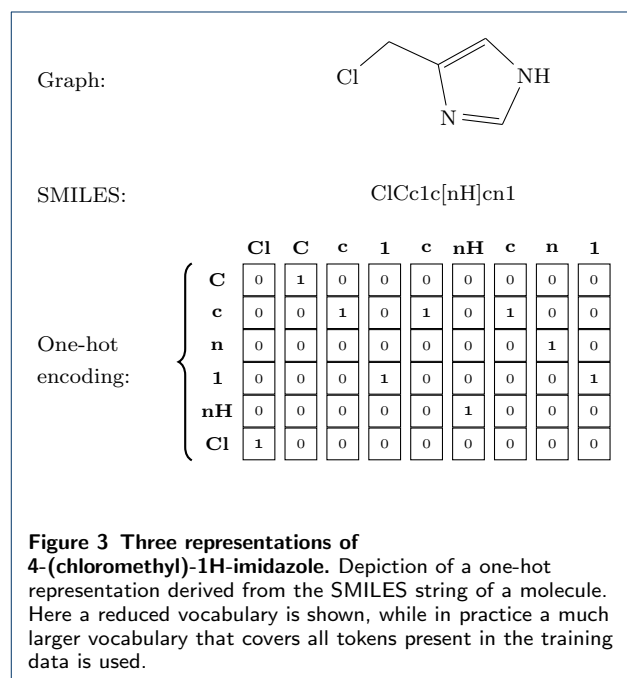 Graph:
Cl
NH
N
SMILES:
ClCc1c[nH]cn1
Cl C c 1 c nH c n 1
C 0 1 0 0 0 0 0 0 0
c 0 0 1 0 1 0 1 0 0
n 0 0 0 0 0 0 0 1 0
1 0 0 0 1 0 0 0 0 1
nH 0 0 0 0 0 1 0 0 0
Cl 1 0 0 0 0 0 0 0 0
One-hot
encoding:
Figure 3 Three representations of
4-(chloromethyl)-1H-imidazole. Depiction of a one-hot
representation derived from the SMILES string of a molecule.
Here a reduced vocabulary is shown, while in practice a much
larger vocabulary that covers all tokens present in the training
data is used.